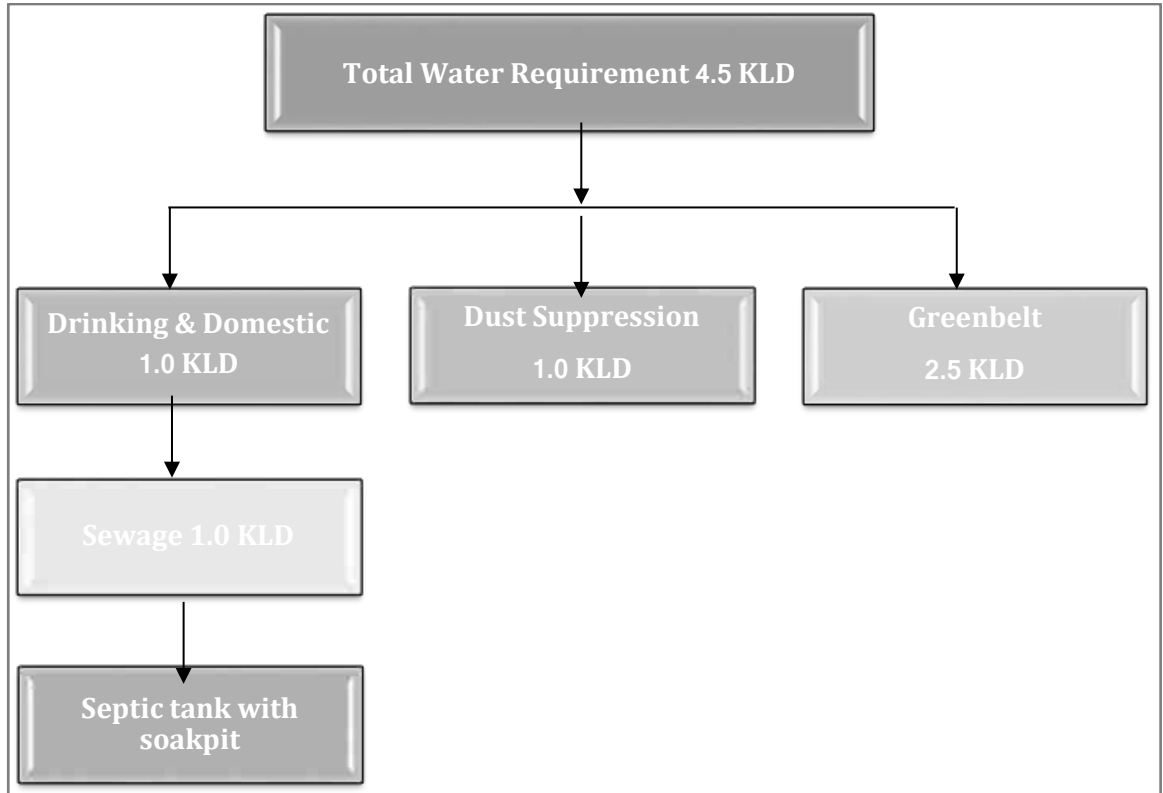 Total Water Requirement 4.5 KLD
Drinking & Domestic
1.0 KLD
Dust Suppression
1.0 KLD
Greenbelt
2.5 KLD
Sewage 1.0 KLD
Septic tank with
soakpit